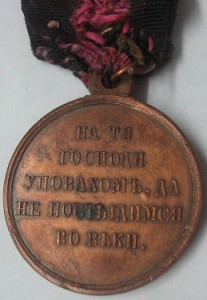 НА ТЯ
ГОСПОДИ
УПОВАХОМЪ, ДА
НЕ ПОСТЫДИМСЯ
ВО ВѢКИ.